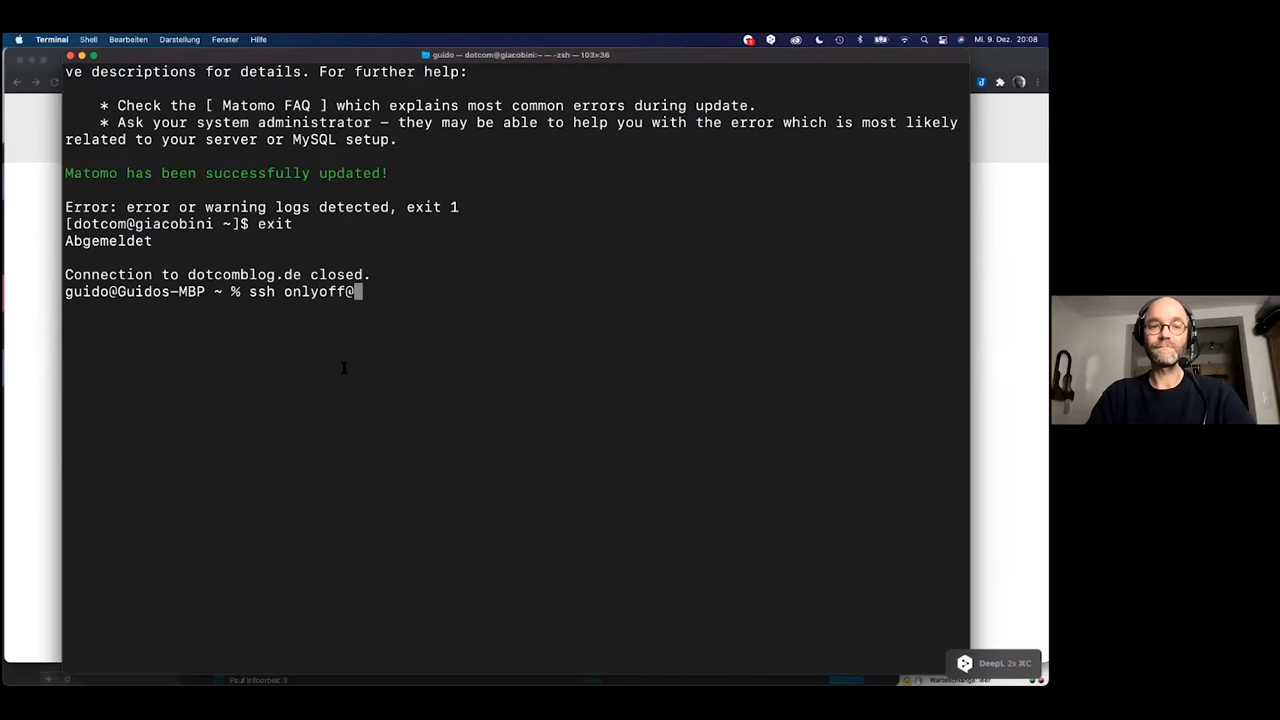 Terminal Shell Bearbeiten Darstellung Fenster Hilfe Mi. 9. Dez. 20:08
guido — dotcom@giacobini:~ — -zsh — 103×36
ve descriptions for details. For further help:
* Check the [ Matomo FAQ ] which explains most common errors during update.
* Ask your system administrator – they may be able to help you with the error which is most likely
related to your server or MySQL setup.
Matomo has been successfully updated!
Error: error or warning logs detected, exit 1
[dotcom@giacobini ~]$ exit
Abgemeldet
Connection to dotcomblog.de closed.
guido@Guidos-MBP ~ % ssh onlyoff@
DeepL 2x ⌘C
Paul Infoarbeit 3